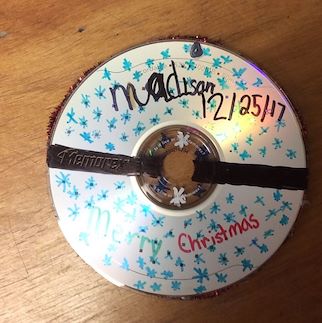 madison
12/25/17
Memorex
Merry Christmas